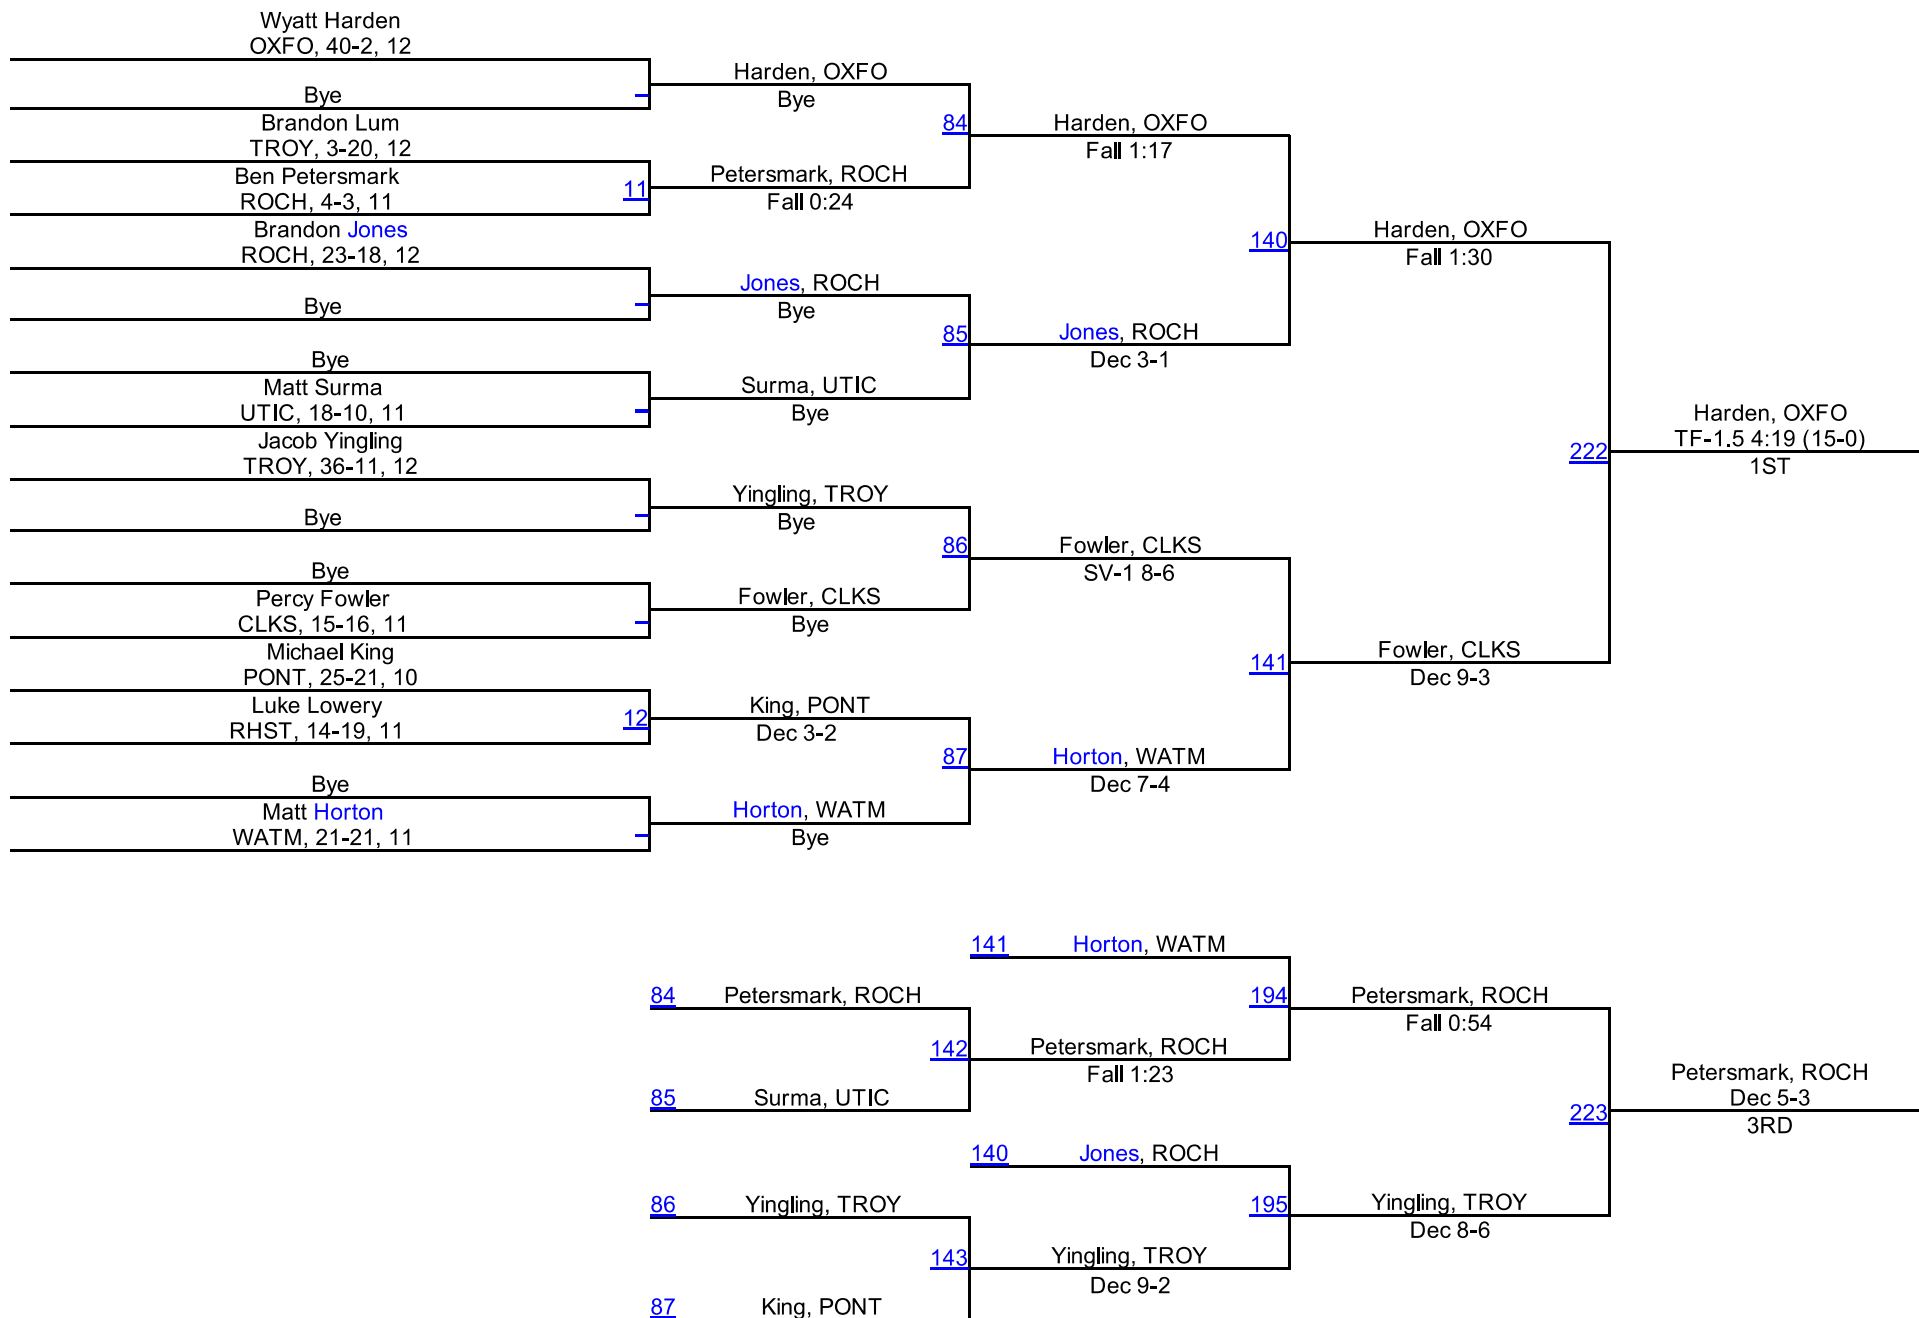 Wyatt Harden
OXFO, 40-2, 12
Bye
Brandon Lum
TROY, 3-20, 12
Ben Petersmark
ROCH, 4-3, 11
11
Brandon Jones
ROCH, 23-18, 12
Bye
Bye
Matt Surma
UTIC, 18-10, 11
Jacob Yingling
TROY, 36-11, 12
Bye
Bye
Percy Fowler
CLKS, 15-16, 11
Michael King
PONT, 25-21, 10
Luke Lowery
RHST, 14-19, 11
12
Bye
Matt Horton
WATM, 21-21, 11
Harden, OXFO
Bye
84
Petersmark, ROCH
Fall 0:24
Jones, ROCH
Bye
85
Surma, UTIC
Bye
Yingling, TROY
Bye
86
Fowler, CLKS
Bye
King, PONT
Dec 3-2
87
Horton, WATM
Bye
Harden, OXFO
Fall 1:17
140
Jones, ROCH
Dec 3-1
Fowler, CLKS
SV-1 8-6
141
Horton, WATM
Dec 7-4
Harden, OXFO
Fall 1:30
222
Fowler, CLKS
Dec 9-3
Harden, OXFO
TF-1.5 4:19 (15-0)
1ST
141 Horton, WATM
84 Petersmark, ROCH
194
142
Petersmark, ROCH
Fall 1:23
85 Surma, UTIC
Petersmark, ROCH
Fall 0:54
140 Jones, ROCH
86 Yingling, TROY
195
143
Yingling, TROY
Dec 9-2
87 King, PONT
Yingling, TROY
Dec 8-6
223
Petersmark, ROCH
Dec 5-3
3RD